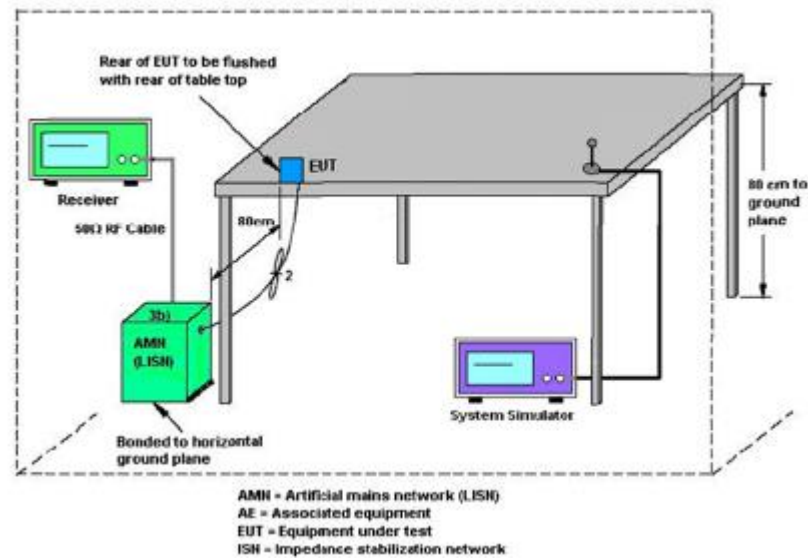 Rear of EUT to be flushed
with rear of table top
EUT
Receiver
50Ω RF Cable
80cm
2
80 cm to
ground
plane
3b)
AMN
(LISN)
System Simulator
Bonded to horizontal
ground plane
AMN = Artificial mains network (LISN)
AE = Associated equipment
EUT = Equipment under test
ISN = Impedance stabilization network